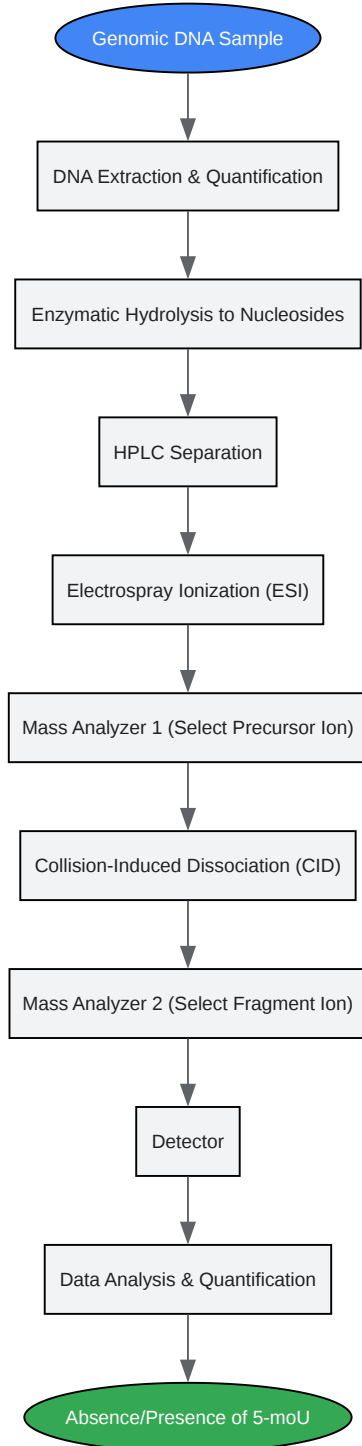 Genomic DNA Sample
DNA Extraction & Quantification
Enzymatic Hydrolysis to Nucleosides
HPLC Separation
Electrospray Ionization (ESI)
Mass Analyzer 1 (Select Precursor Ion)
Collision-Induced Dissociation (CID)
Mass Analyzer 2 (Select Fragment Ion)
Detector
Data Analysis & Quantification
Absence/Presence of 5-moU